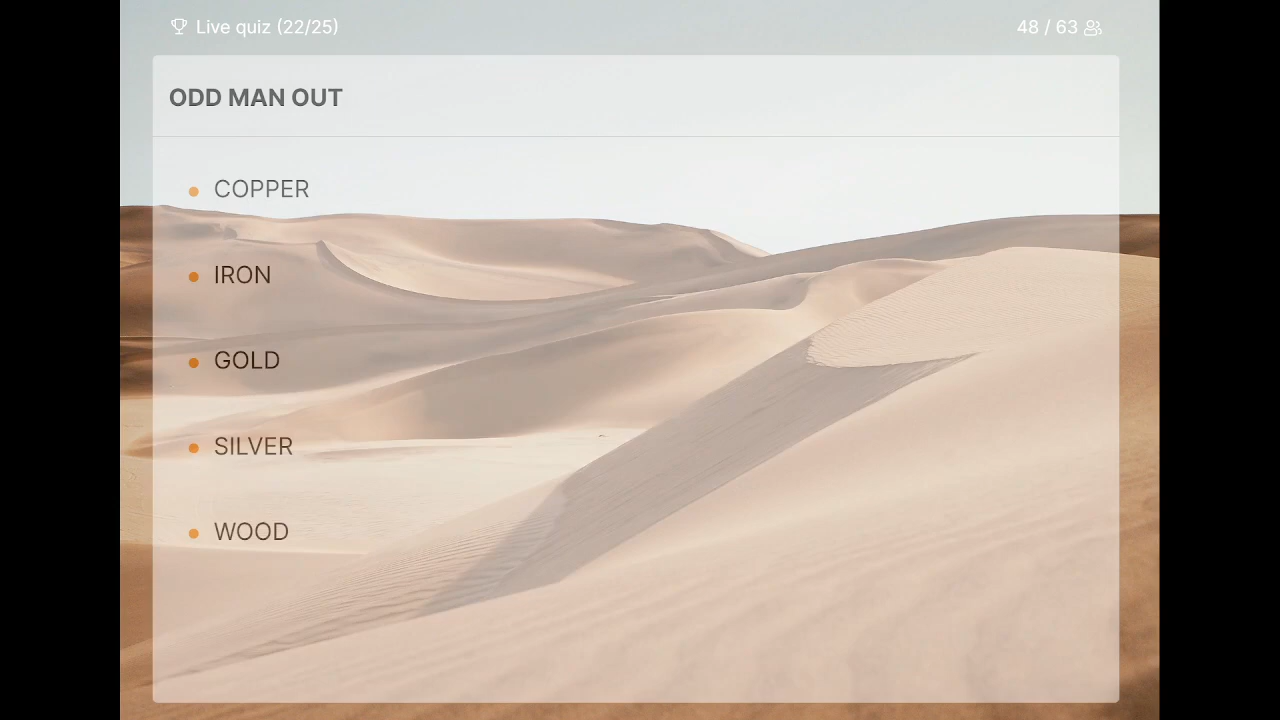 Live quiz (22/25)
48 / 63
ODD MAN OUT
COPPER
IRON
GOLD
SILVER
WOOD